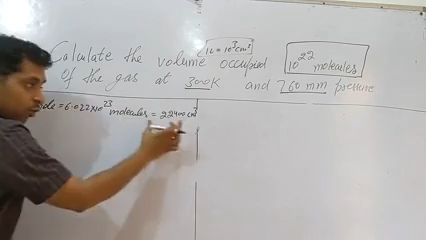 1L = 10³cm³
Calculate the volume occupied 10²² molecules
of the gas at 300K and 760 mm pressure
= 6.022×10²³ molecules = 22400 cm³